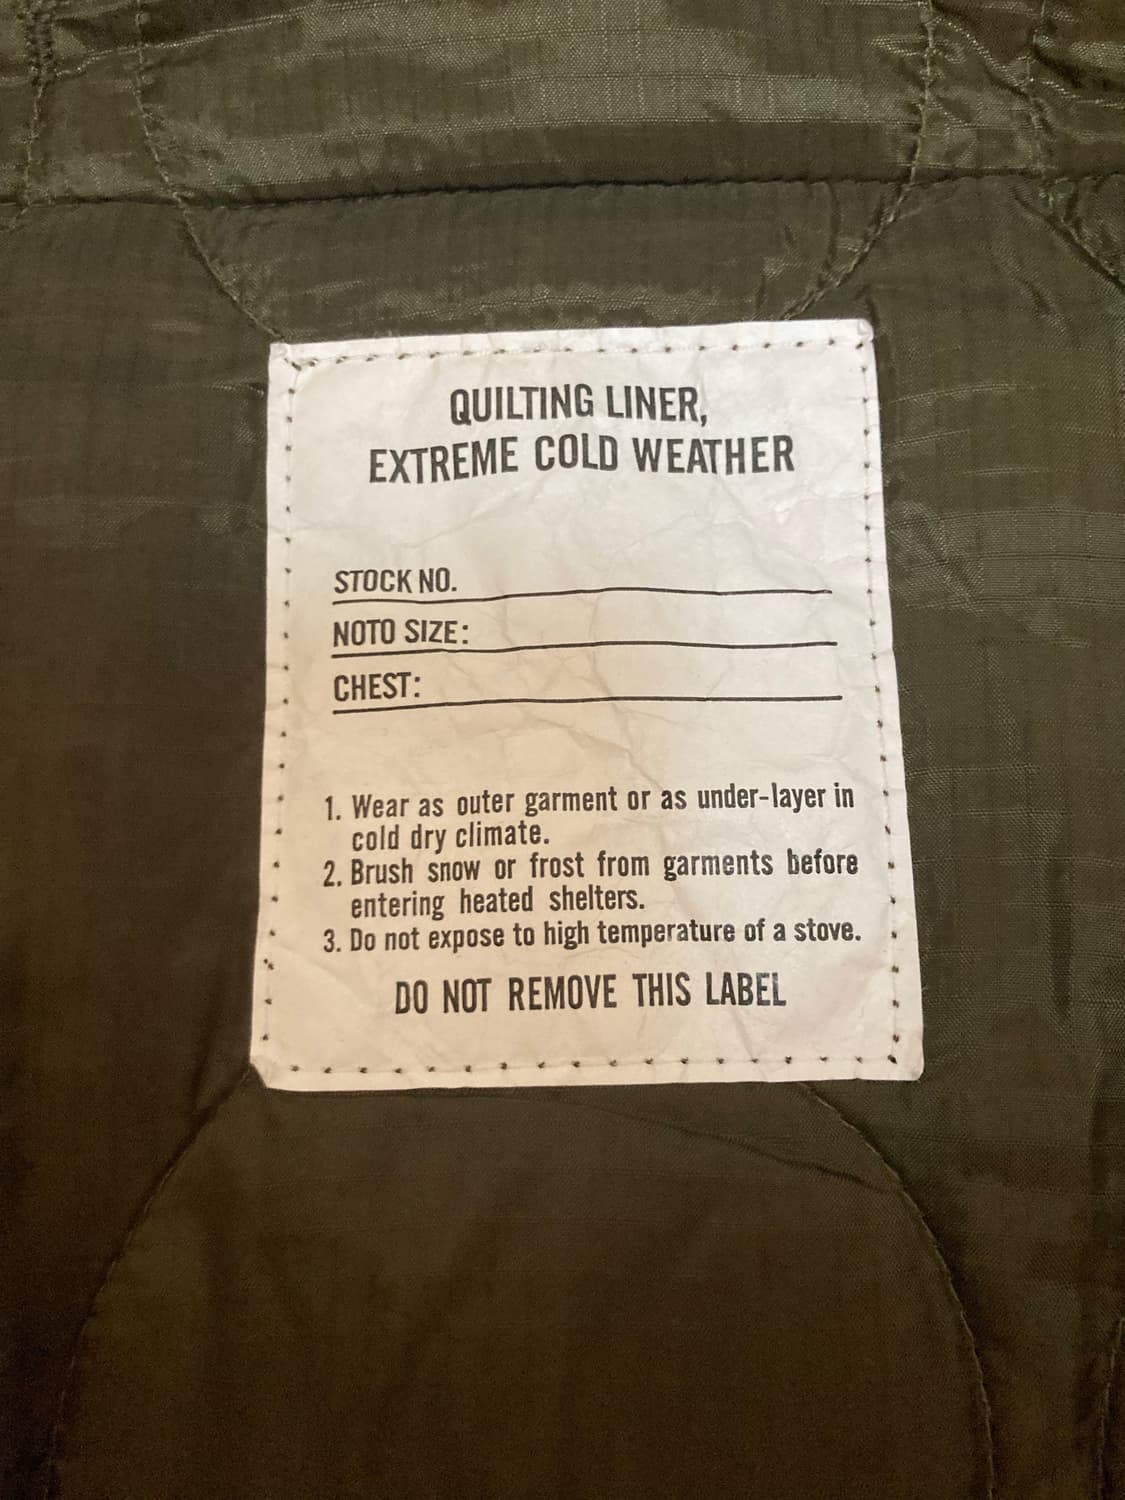 QUILTING LINER,
EXTREME COLD WEATHER
STOCK NO.
NOTO SIZE:
CHEST:
1. Wear as outer garment or as under-layer in
cold dry climate.
2. Brush snow or frost from garments before
entering heated shelters.
3. Do not expose to high temperature of a stove.
DO NOT REMOVE THIS LABEL